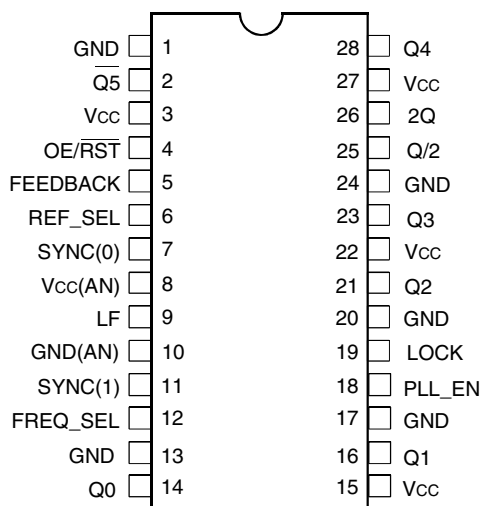 GND 1 28 Q4
Q̅5̅ 2 27 Vcc
Vcc 3 26 2Q
OE/R̅S̅T̅ 4 25 Q/2
FEEDBACK 5 24 GND
REF_SEL 6 23 Q3
SYNC(0) 7 22 Vcc
Vcc(AN) 8 21 Q2
LF 9 20 GND
GND(AN) 10 19 LOCK
SYNC(1) 11 18 PLL_EN
FREQ_SEL 12 17 GND
GND 13 16 Q1
Q0 14 15 Vcc